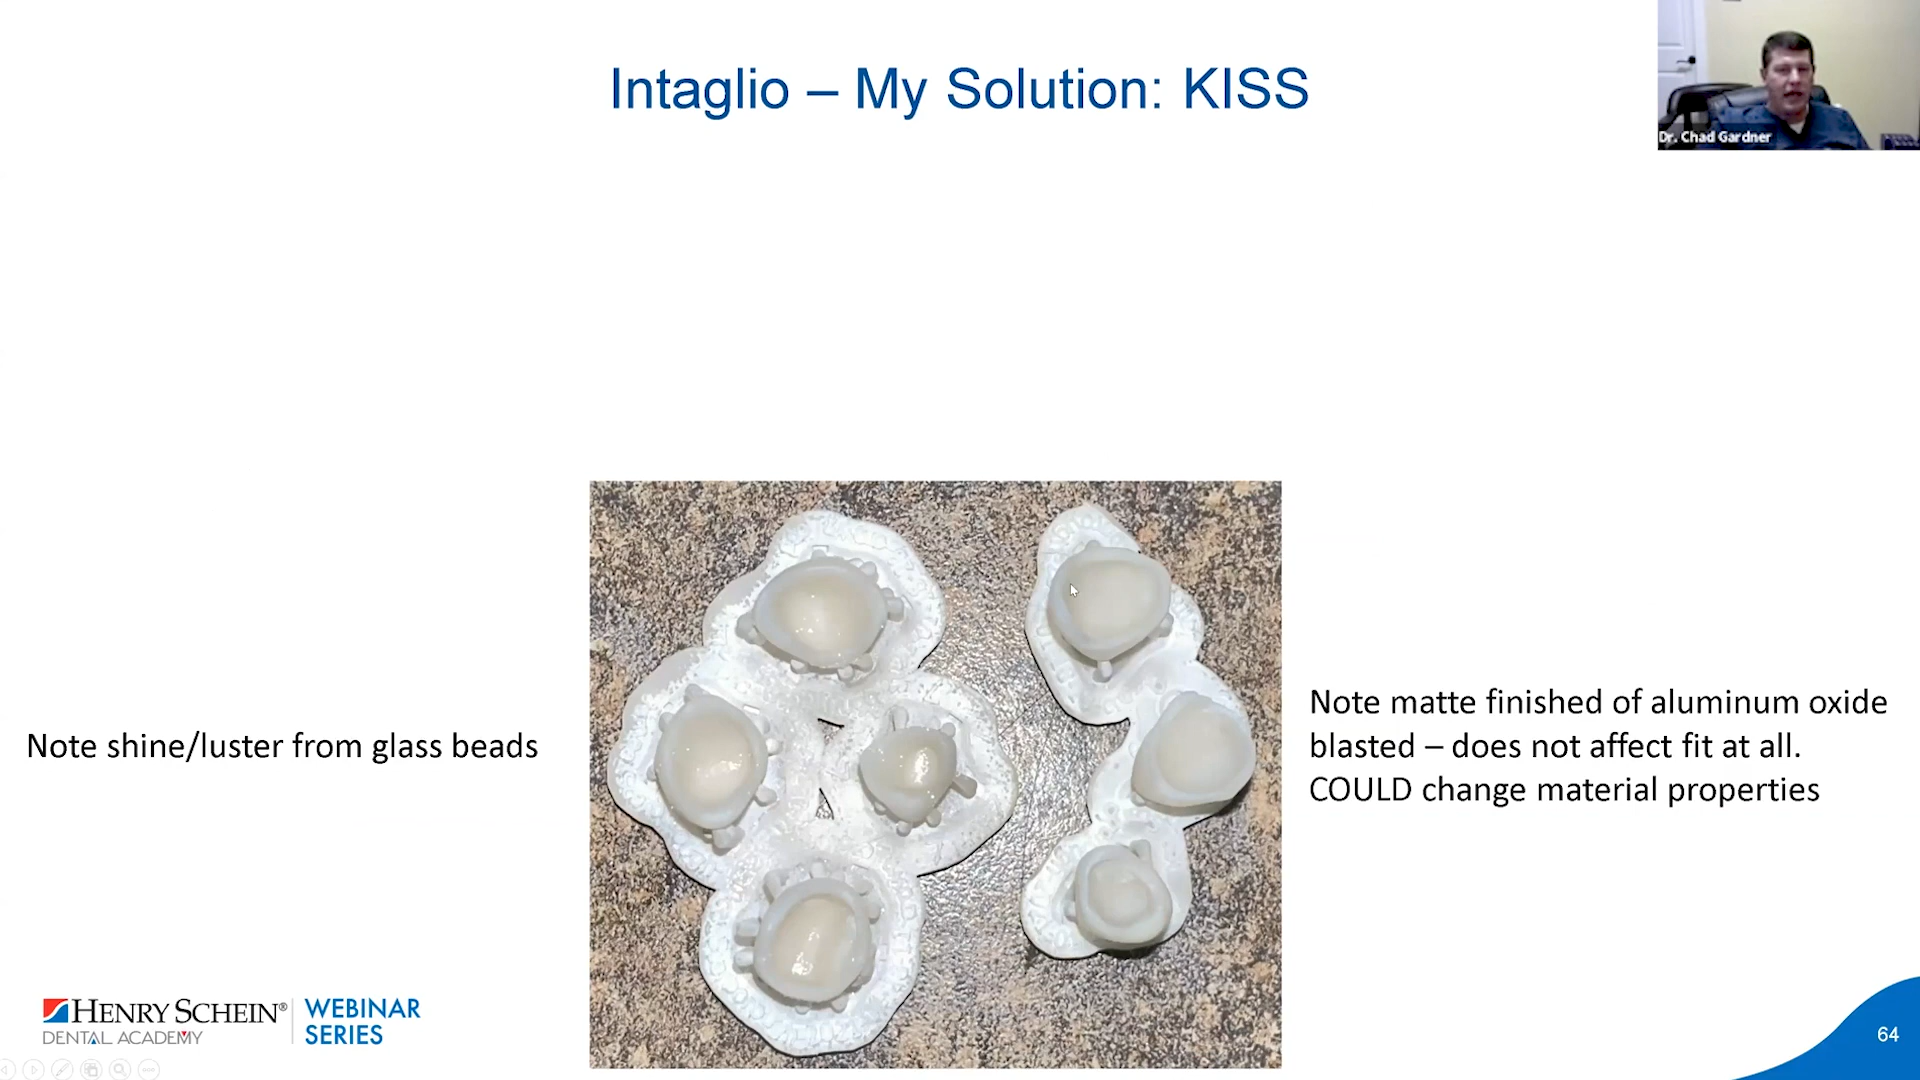 Intaglio – My Solution: KISS
Dr. Chad Gardner
Note shine/luster from glass beads
Note matte finished of aluminum oxide
blasted – does not affect fit at all.
COULD change material properties
HENRY SCHEIN®
DENTAL ACADEMY
WEBINAR
SERIES
64